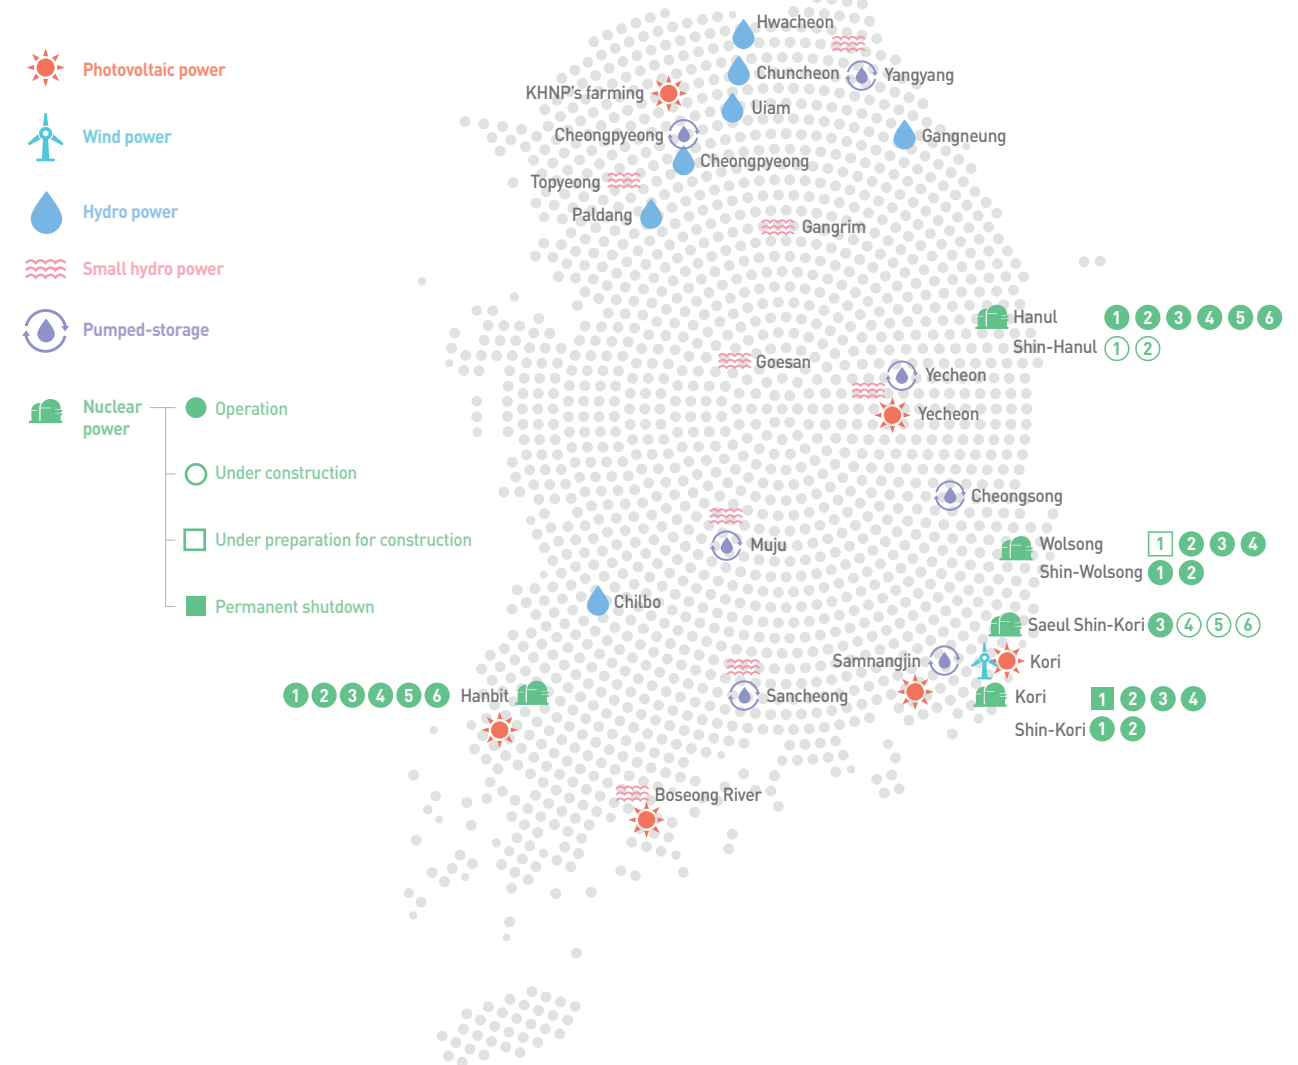 Photovoltaic power
Wind power
Hydro power
Small hydro power
Pumped-storage
Nuclear
power
Operation
Under construction
Under preparation for construction
Permanent shutdown
Hwacheon
Chuncheon
Yangyang
KHNP's farming
Uiam
Cheongpyeong
Gangneung
Cheongpyeong
Topyeong
Paldang
Gangrim
Hanul 1 2 3 4 5 6
Shin-Hanul 1 2
Goesan
Yecheon
Yecheon
Cheongsong
Muju
Wolsong 1 2 3 4
Shin-Wolsong 1 2
Chilbo
Saeul Shin-Kori 3 4 5 6
Samnangjin
Kori
1 2 3 4 5 6 Hanbit
Sancheong
Kori 1 2 3 4
Shin-Kori 1 2
Boseong River